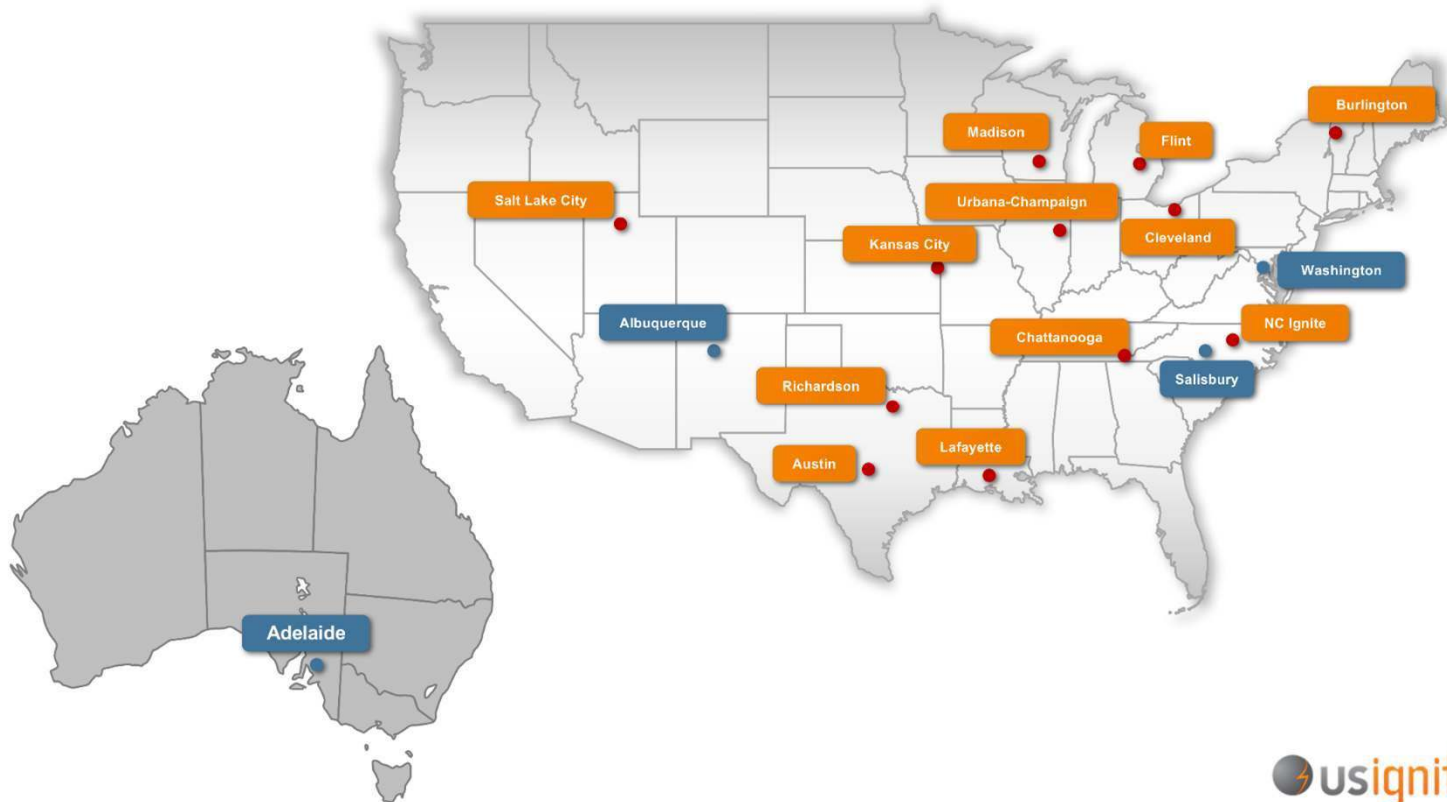 Burlington
Madison
Flint
Salt Lake City
Urbana-Champaign
Kansas City
Cleveland
Washington
Albuquerque
Chattanooga
NC Ignite
Richardson
Salisbury
Lafayette
Austin
Adelaide